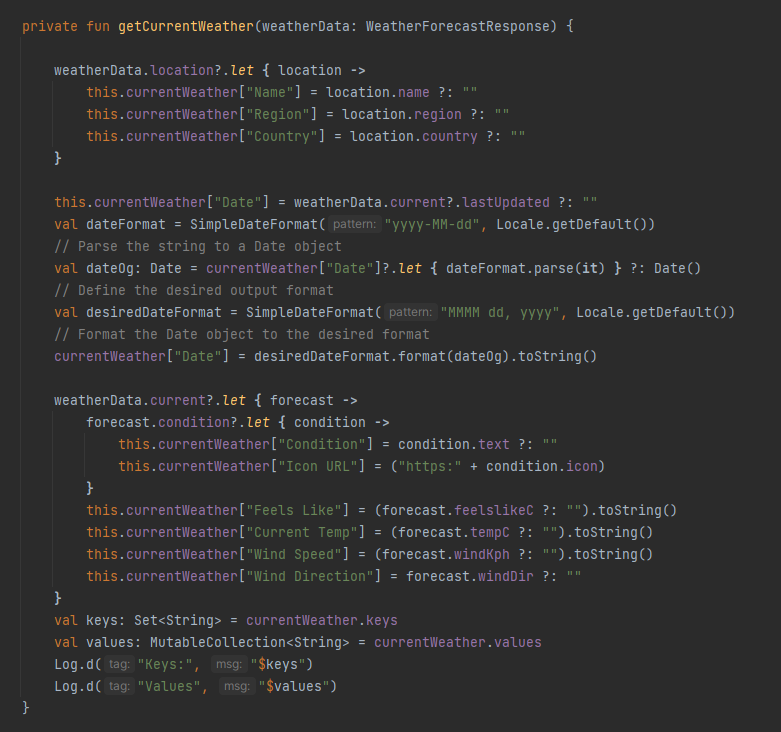 private fun getCurrentWeather(weatherData: WeatherForecastResponse) {
weatherData.location?.let { location ->
this.currentWeather["Name"] = location.name ?: ""
this.currentWeather["Region"] = location.region ?: ""
this.currentWeather["Country"] = location.country ?: ""
}
this.currentWeather["Date"] = weatherData.current?.lastUpdated ?: ""
val dateFormat = SimpleDateFormat( pattern: "yyyy-MM-dd", Locale.getDefault())
// Parse the string to a Date object
val dateOg: Date = currentWeather["Date"]?.let { dateFormat.parse(it) } ?: Date()
// Define the desired output format
val desiredDateFormat = SimpleDateFormat( pattern: "MMMM dd, yyyy", Locale.getDefault())
// Format the Date object to the desired format
currentWeather["Date"] = desiredDateFormat.format(dateOg).toString()
weatherData.current?.let { forecast ->
forecast.condition?.let { condition ->
this.currentWeather["Condition"] = condition.text ?: ""
this.currentWeather["Icon URL"] = ("https:" + condition.icon)
}
this.currentWeather["Feels Like"] = (forecast.feelslikeC ?: "").toString()
this.currentWeather["Current Temp"] = (forecast.tempC ?: "").toString()
this.currentWeather["Wind Speed"] = (forecast.windKph ?: "").toString()
this.currentWeather["Wind Direction"] = forecast.windDir ?: ""
}
val keys: Set<String> = currentWeather.keys
val values: MutableCollection<String> = currentWeather.values
Log.d( tag: "Keys:", msg: "$keys")
Log.d( tag: "Values", msg: "$values")
}